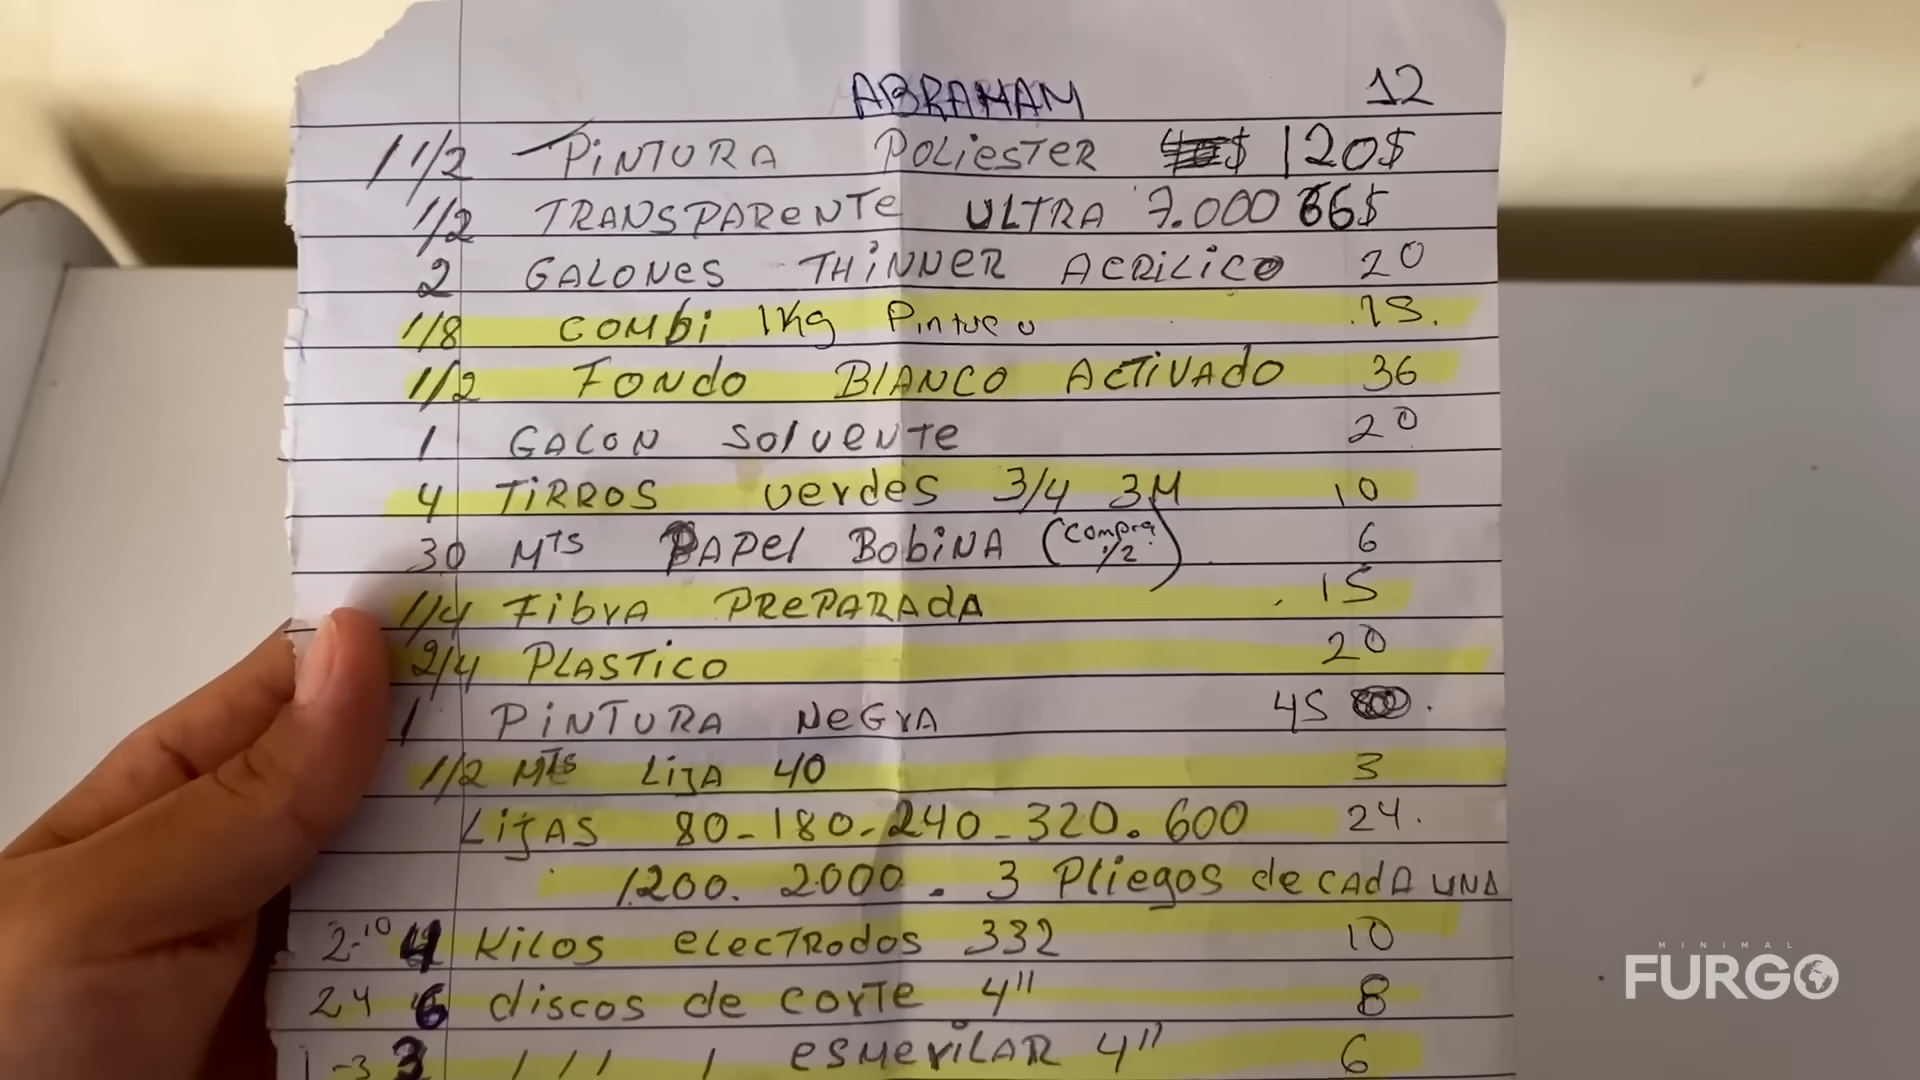 ABRAHAM 12
1 1/2 PINTURA POLIESTER $ 120$
1/2 TRANSPARENTE ULTRA 7.000 66$
2 GALONES THINNER ACRILICO 20
1/8 COMBI 1Kg Pintuco 15.
1/2 FONDO BLANCO ACTIVADO 36
1 GALON SOLVENTE 20
4 TIRROS verdes 3/4 3M 10
30 MTS PAPEL BOBINA (Compra 1/2) 6
1/4 FibrA PREPARADA 15
2/4 PLASTICO 20
1 PINTURA NEGRA 45
1/2 MTS LIJA 40 3
LIJAS 80-180-240-320.600 24.
1200. 2000. 3 Pliegos de CADA UNA
2-10 4 KILOS ELECTRODOS 332 10
24 6 discos de corte 4" 8
1-3 3 / / / / ESMERILAR 4" 6
MINIMAL
FURGO